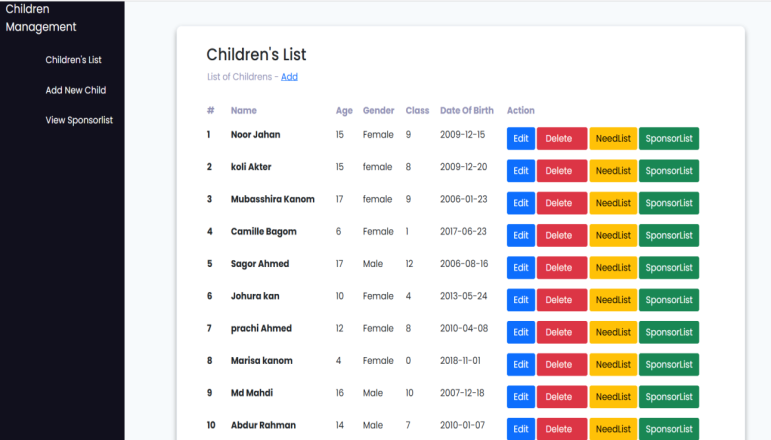 Children
Management
Children's List
Add New Child
View Sponsorlist
Children's List
List of Childrens - Add
# Name Age Gender Class Date Of Birth Action
1 Noor Jahan 15 Female 9 2009-12-15 Edit Delete NeedList SponsorList
2 koli Akter 15 female 8 2009-12-20 Edit Delete NeedList SponsorList
3 Mubasshira Kanom 17 female 9 2006-01-23 Edit Delete NeedList SponsorList
4 Camille Bagom 6 Female 1 2017-06-23 Edit Delete NeedList SponsorList
5 Sagor Ahmed 17 Male 12 2006-08-16 Edit Delete NeedList SponsorList
6 Johura kan 10 Female 4 2013-05-24 Edit Delete NeedList SponsorList
7 prachi Ahmed 12 Female 8 2010-04-08 Edit Delete NeedList SponsorList
8 Marisa kanom 4 Female 0 2018-11-01 Edit Delete NeedList SponsorList
9 Md Mahdi 16 Male 10 2007-12-18 Edit Delete NeedList SponsorList
10 Abdur Rahman 14 Male 7 2010-01-07 Edit Delete NeedList SponsorList